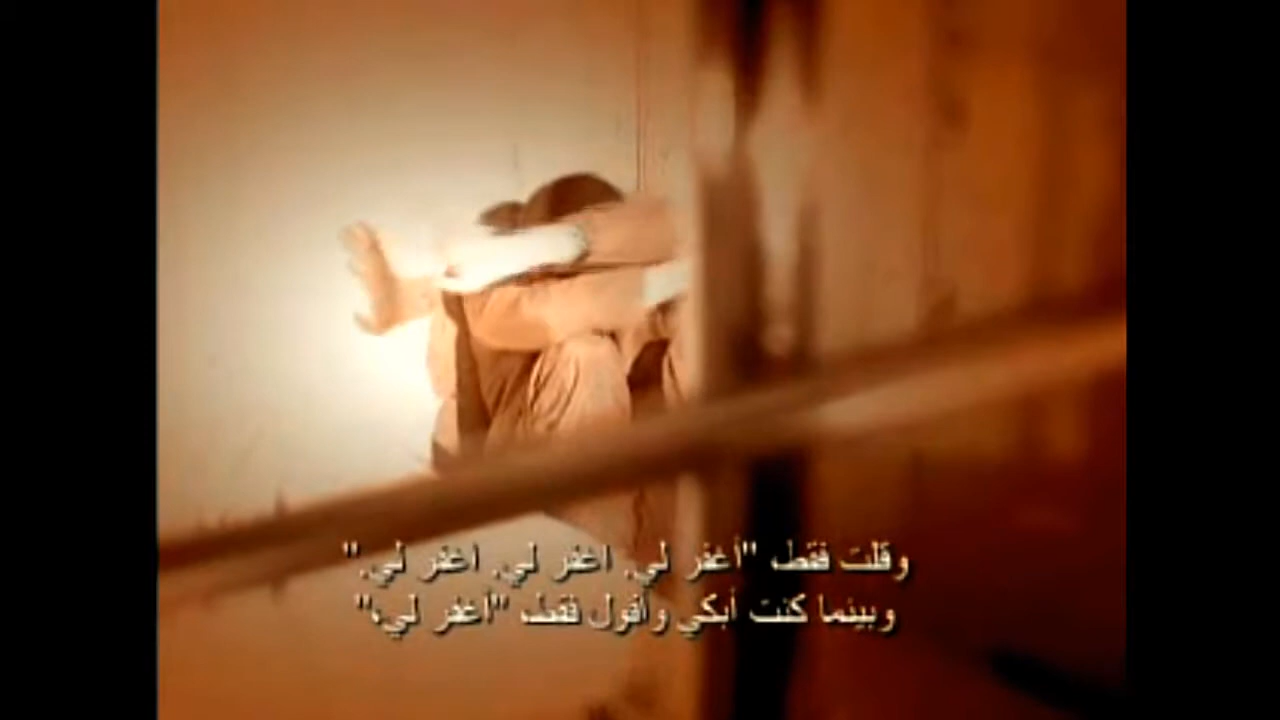 وقلت فقط "أغفر لي. اغفر لي. اغفر لي."
وبينما كنت أبكي وأقول فقط "أغفر لي،"